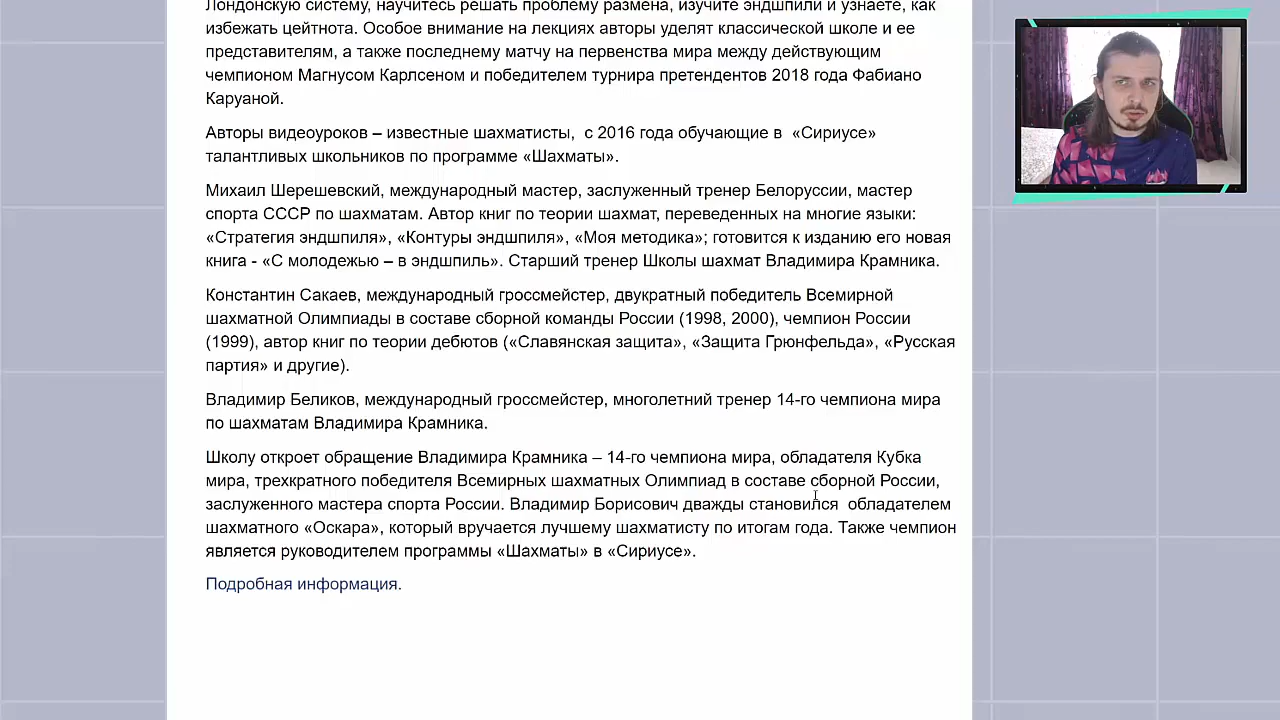 Лондонскую систему, научитесь решать проблему размена, изучите эндшпили и узнаете, как
избежать цейтнота. Особое внимание на лекциях авторы уделят классической школе и ее
представителям, а также последнему матчу на первенства мира между действующим
чемпионом Магнусом Карлсеном и победителем турнира претендентов 2018 года Фабиано
Каруаной.
Авторы видеоуроков – известные шахматисты,  с 2016 года обучающие в  «Сириусе»
талантливых школьников по программе «Шахматы».
Михаил Шерешевский, международный мастер, заслуженный тренер Белоруссии, мастер
спорта СССР по шахматам. Автор книг по теории шахмат, переведенных на многие языки:
«Стратегия эндшпиля», «Контуры эндшпиля», «Моя методика»; готовится к изданию его новая
книга - «С молодежью – в эндшпиль». Старший тренер Школы шахмат Владимира Крамника.
Константин Сакаев, международный гроссмейстер, двукратный победитель Всемирной
шахматной Олимпиады в составе сборной команды России (1998, 2000), чемпион России
(1999), автор книг по теории дебютов («Славянская защита», «Защита Грюнфельда», «Русская
партия» и другие).
Владимир Беликов, международный гроссмейстер, многолетний тренер 14-го чемпиона мира
по шахматам Владимира Крамника.
Школу откроет обращение Владимира Крамника – 14-го чемпиона мира, обладателя Кубка
мира, трехкратного победителя Всемирных шахматных Олимпиад в составе сборной России,
заслуженного мастера спорта России. Владимир Борисович дважды становился  обладателем
шахматного «Оскара», который вручается лучшему шахматисту по итогам года. Также чемпион
является руководителем программы «Шахматы» в «Сириусе».
Подробная информация.